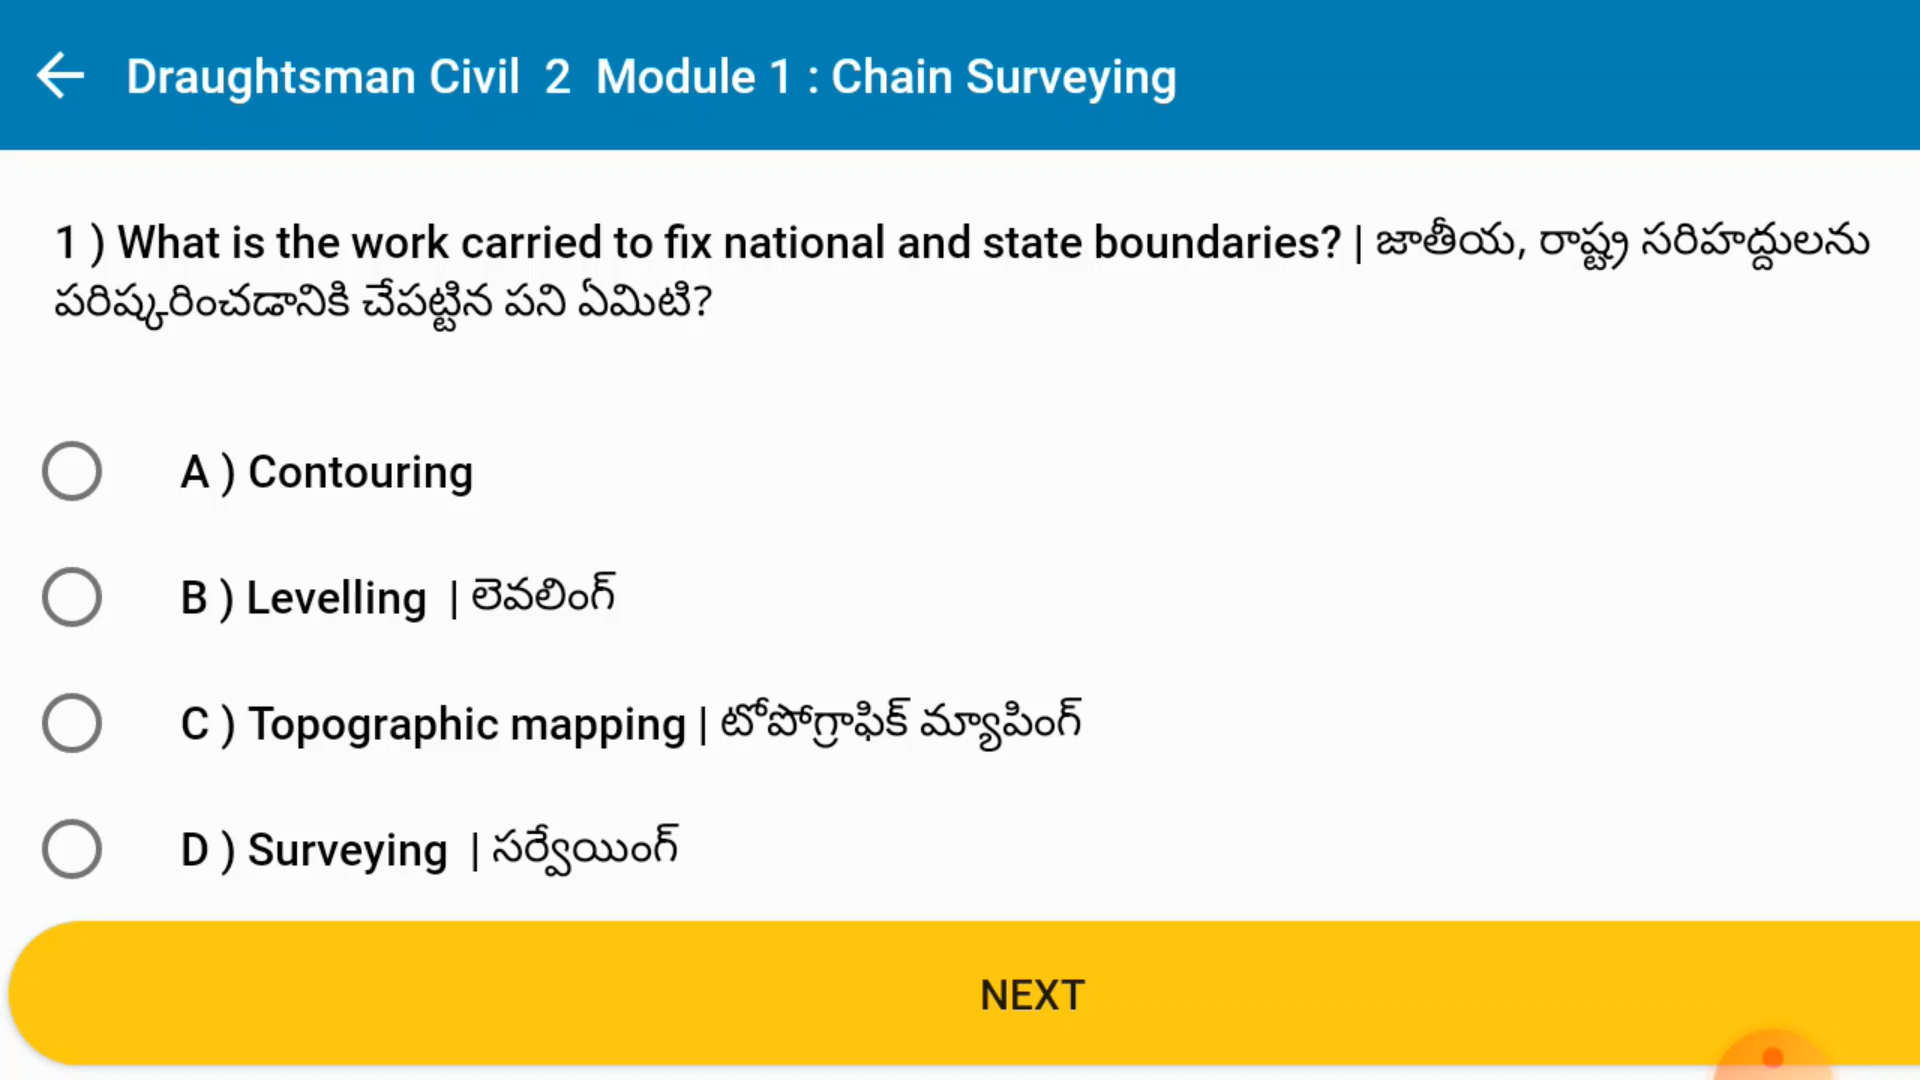 Draughtsman Civil 2 Module 1 : Chain Surveying
1 ) What is the work carried to fix national and state boundaries? | జాతీయ, రాష్ట్ర సరిహద్దులను
పరిష్కరించడానికి చేపట్టిన పని ఏమిటి?
A ) Contouring
B ) Levelling | లెవలింగ్
C ) Topographic mapping | టోపోగ్రాఫిక్ మ్యాపింగ్
D ) Surveying | సర్వేయింగ్
NEXT